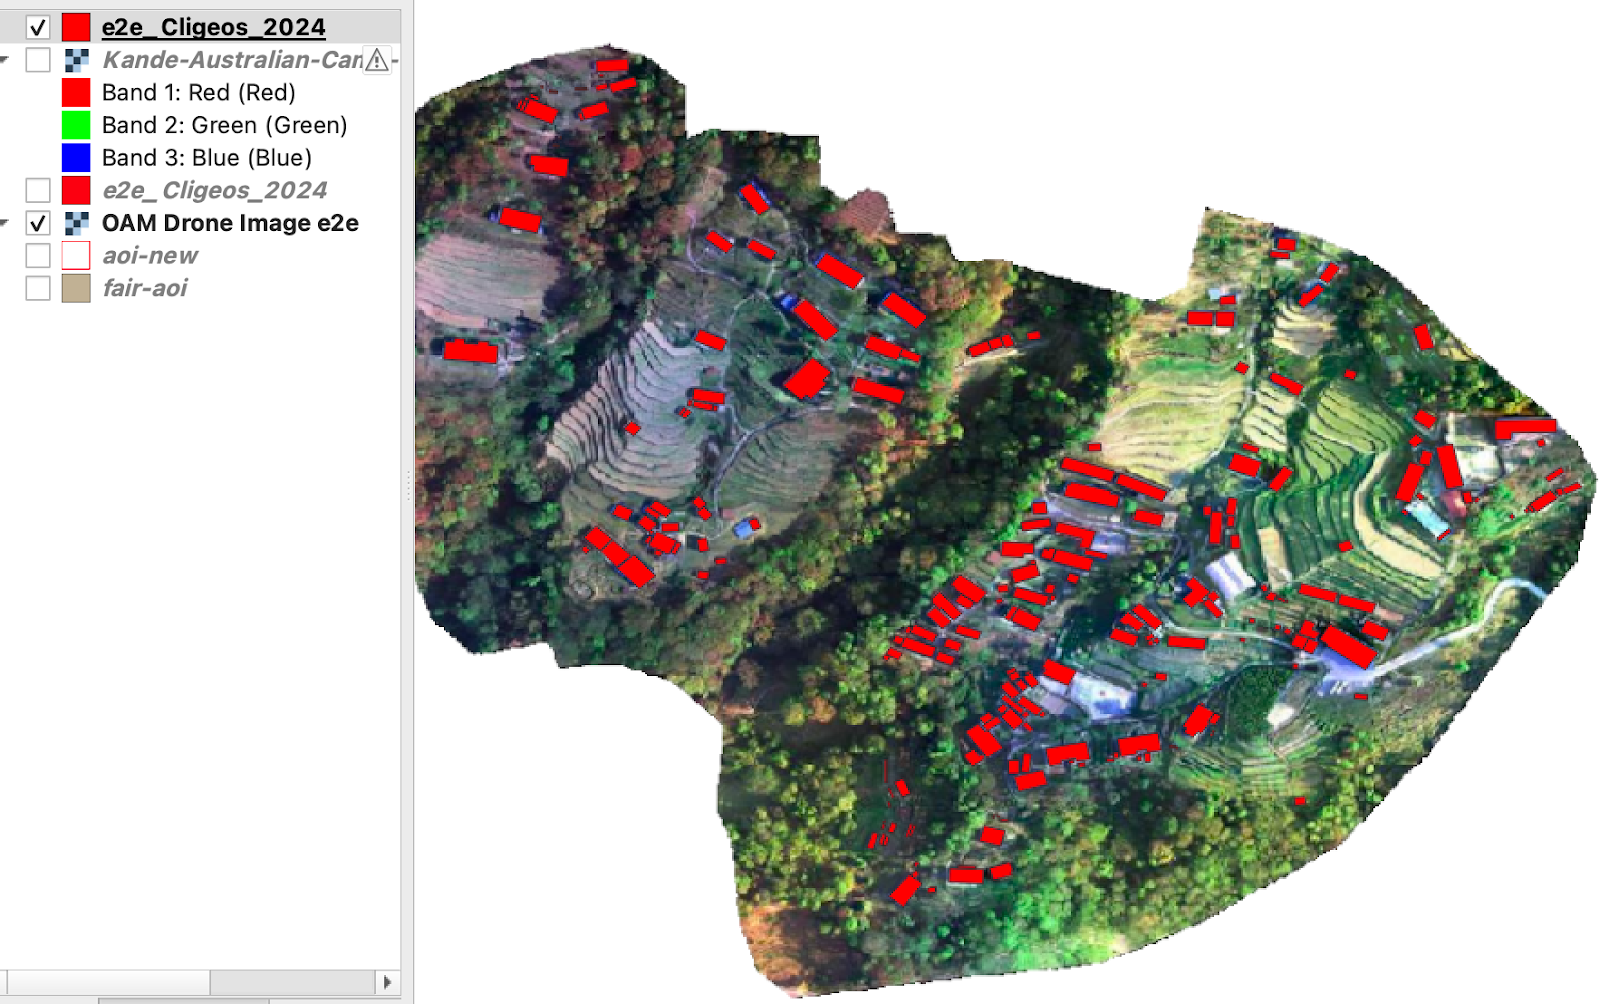 e2e_Cligeos_2024
Kande-Australian-Can
Band 1: Red (Red)
Band 2: Green (Green)
Band 3: Blue (Blue)
e2e_Cligeos_2024
OAM Drone Image e2e
aoi-new
fair-aoi